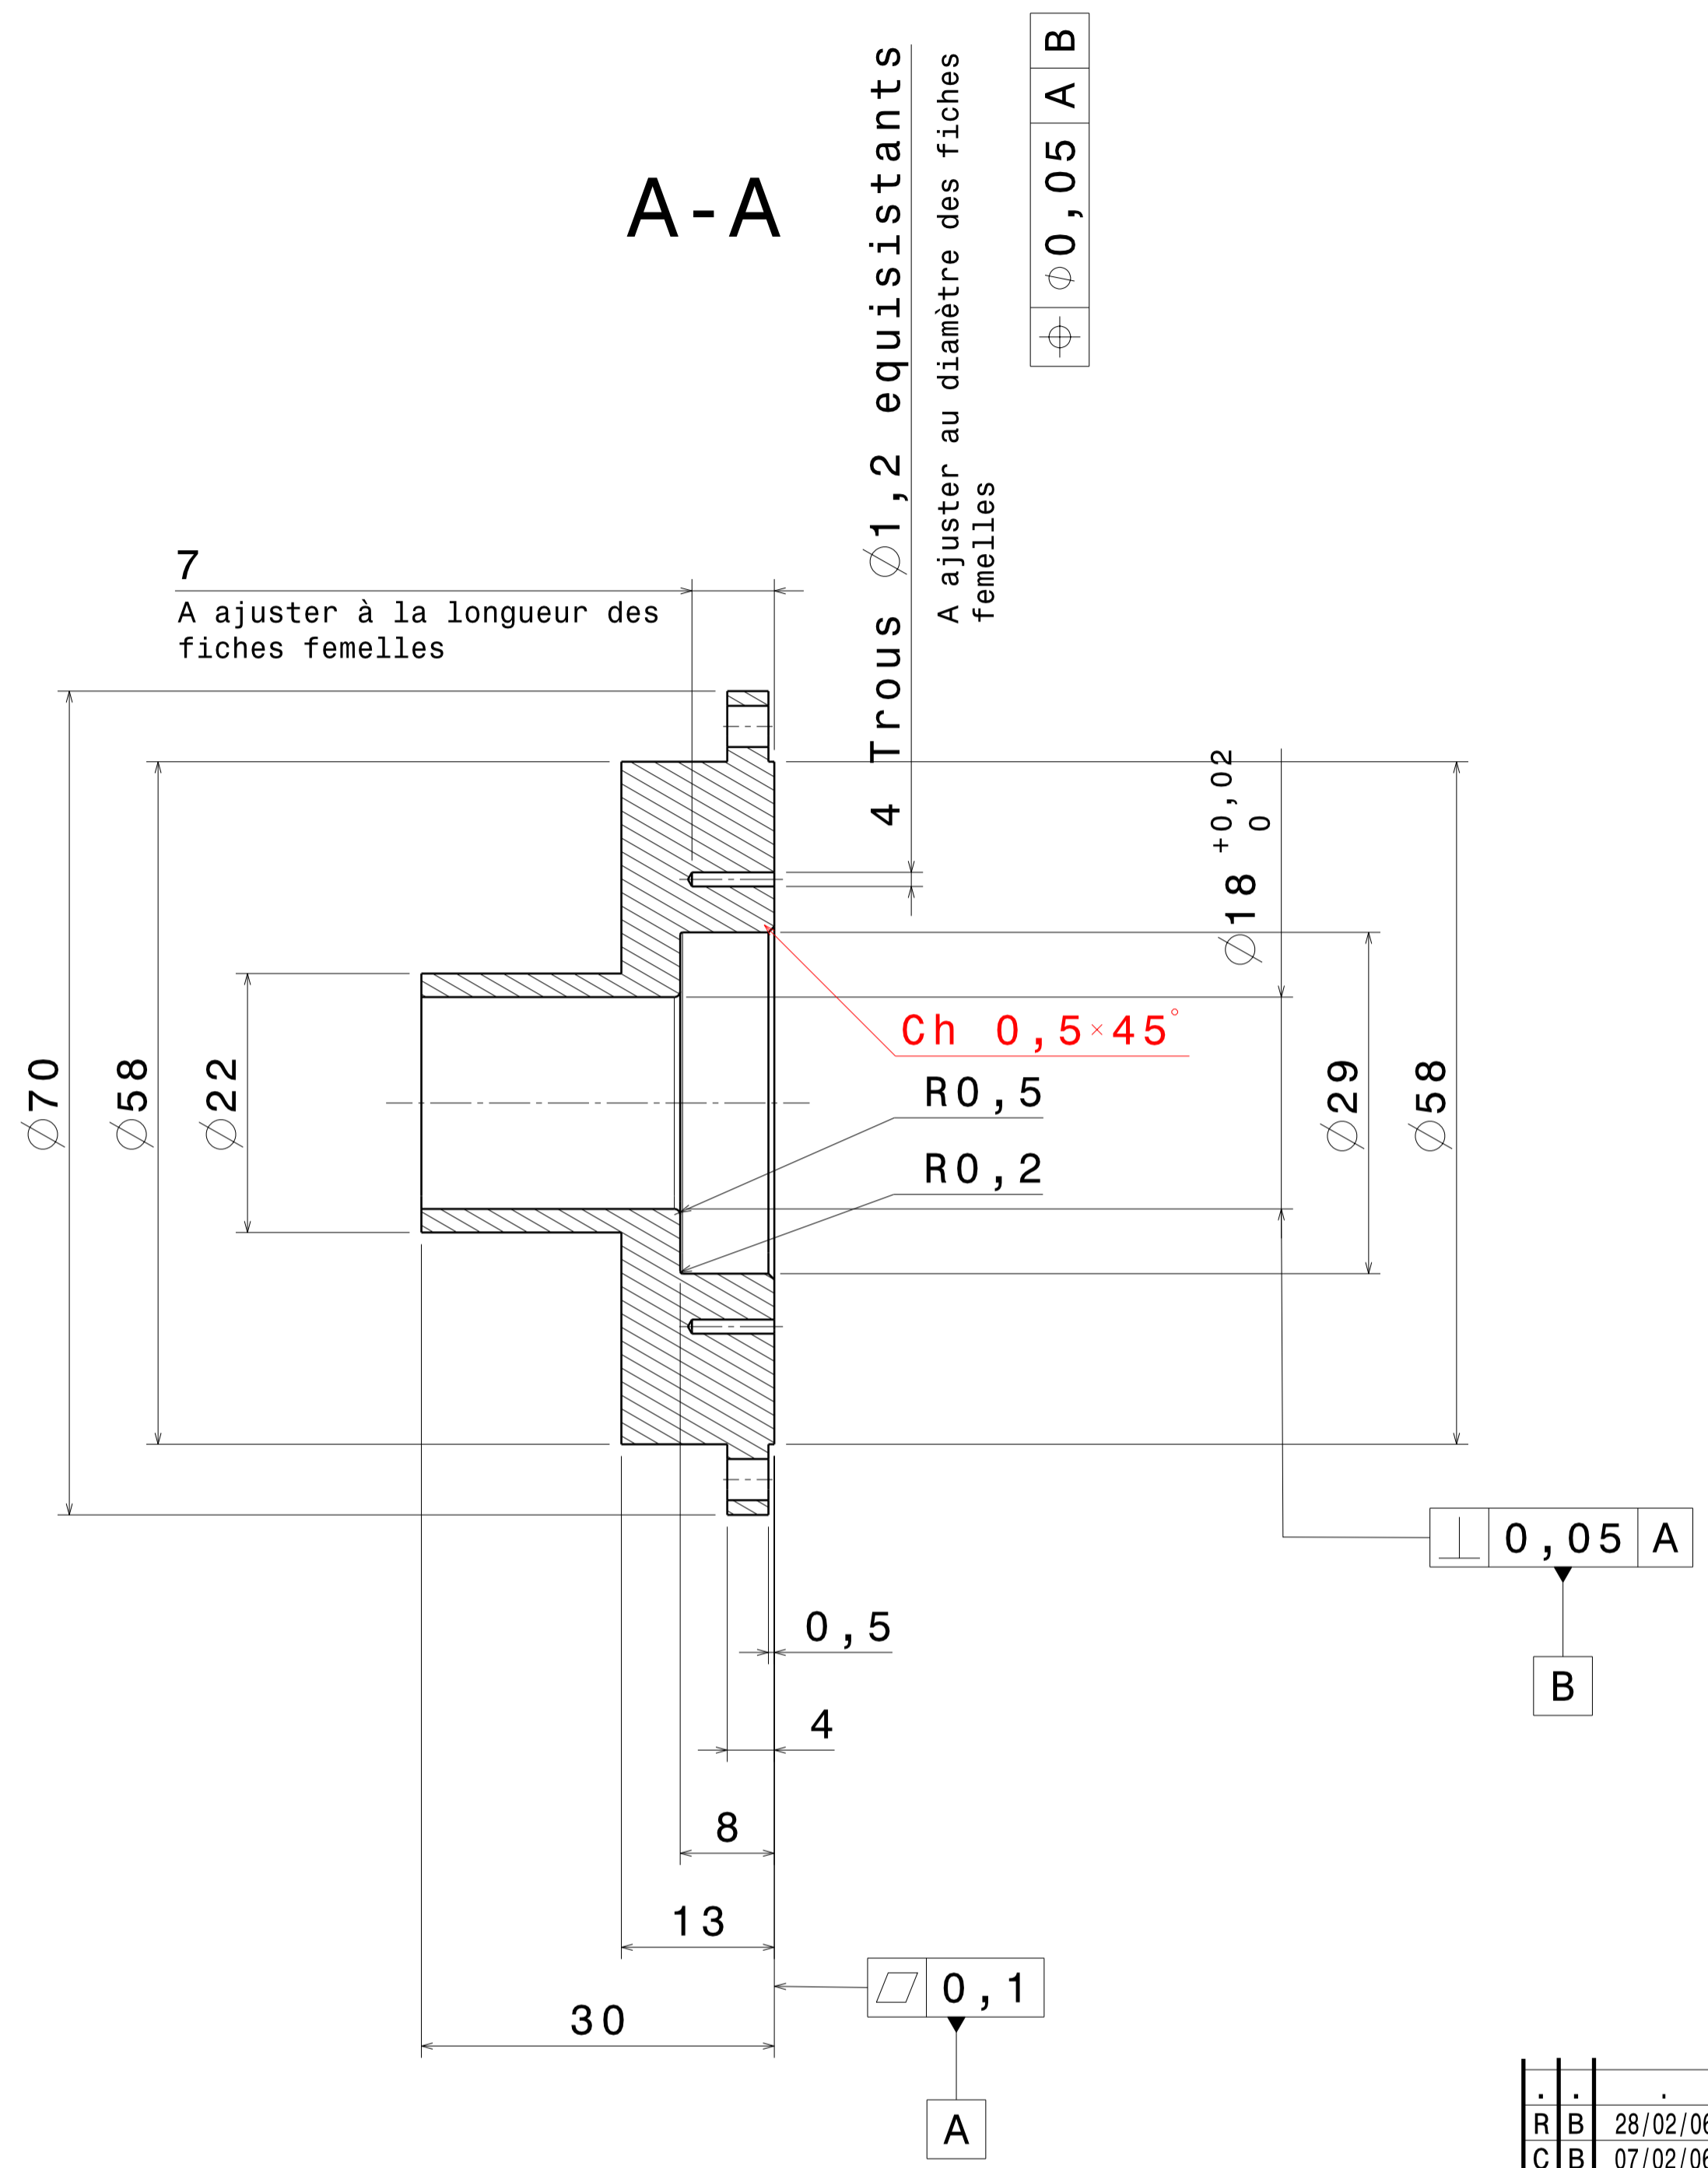 A-A
4 Trous ∅1,2 equisistants
A ajuster au diamètre des fiches
femelles
⌖ ∅0,05 A B
7
A ajuster à la longueur des
fiches femelles
∅18 +0,02
0
Ch 0,5×45°
R0,5
R0,2
∅70
∅58
∅22
∅29
∅58
⊥ 0,05 A
B
0,5
4
8
13
30
⏥ 0,1
A
. . .
R B 28/02/06
C B 07/02/06